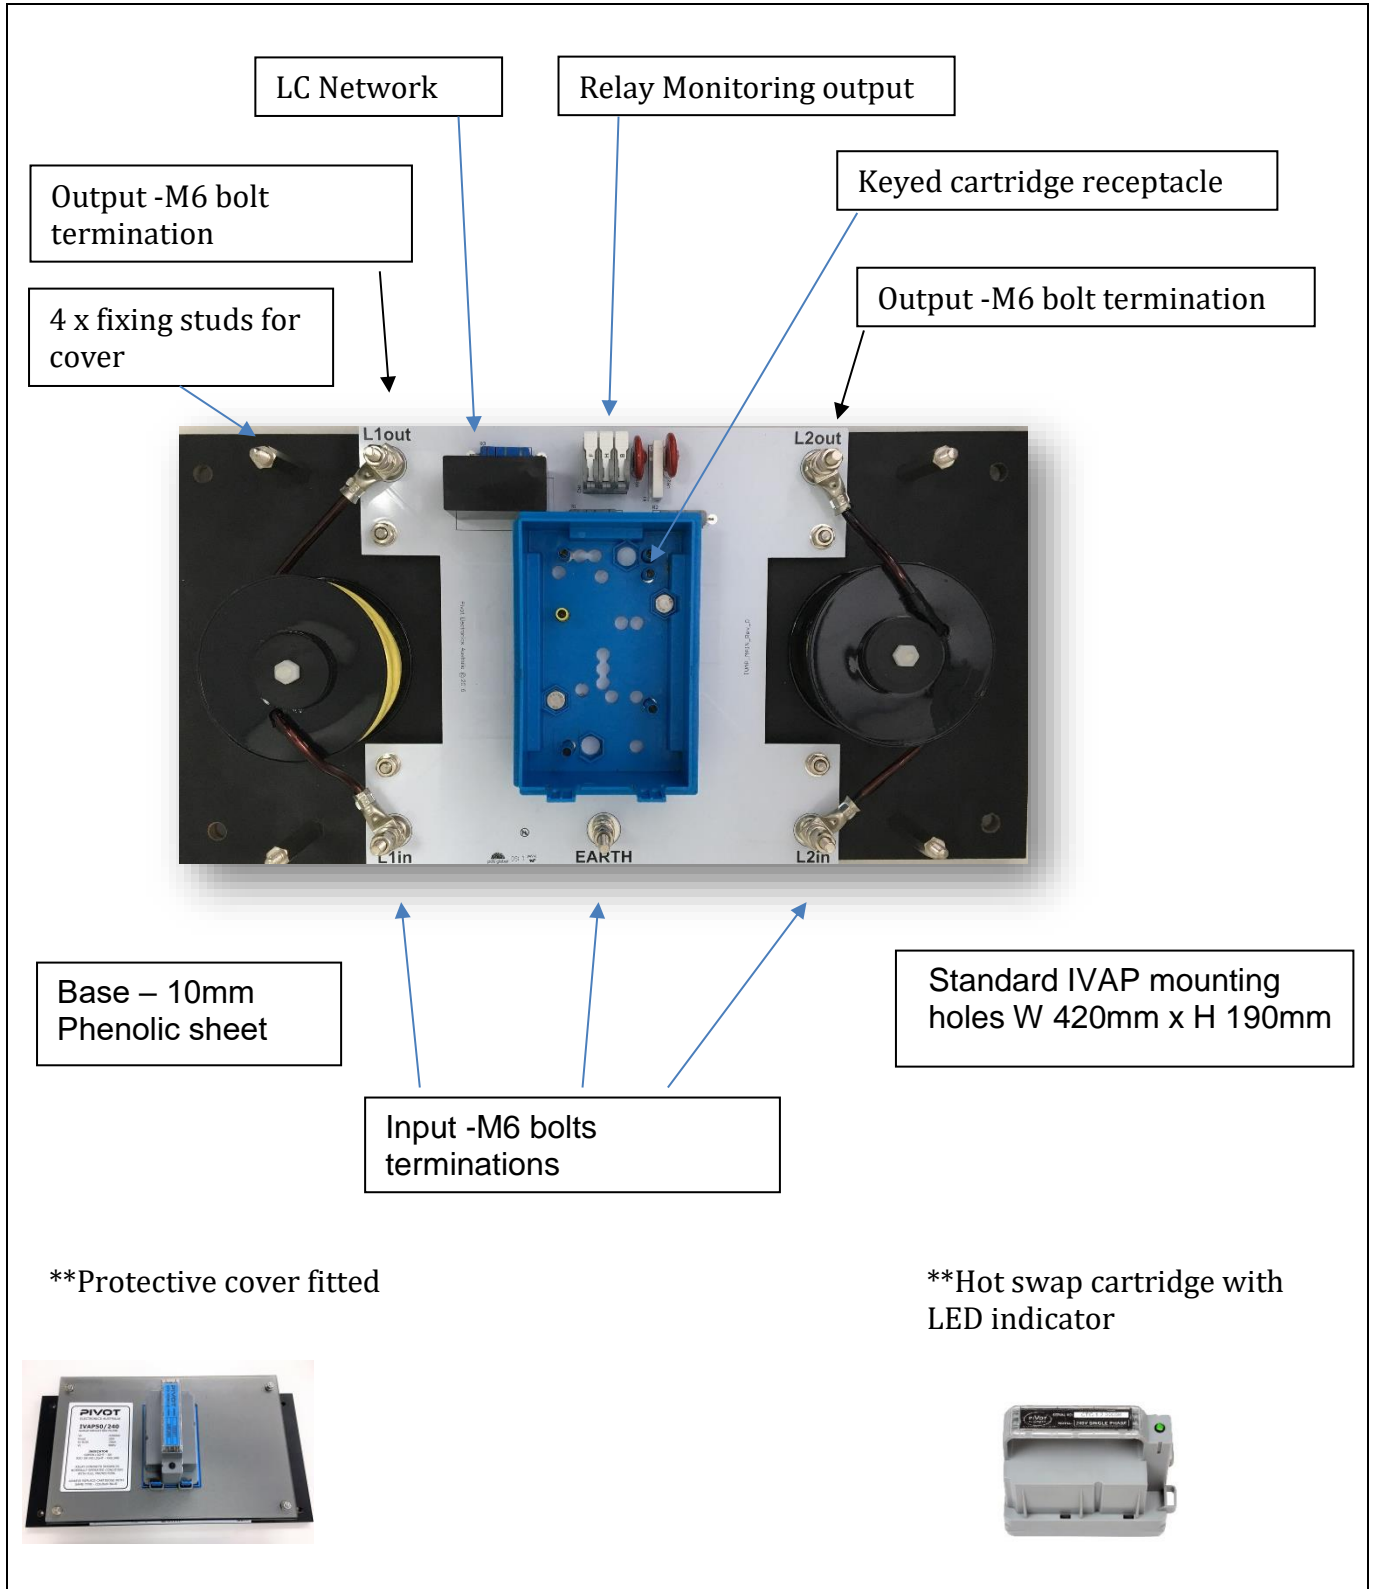 LC Network
Relay Monitoring output
Keyed cartridge receptacle
Output -M6 bolt
termination
Output -M6 bolt termination
4 x fixing studs for
cover
L1out
L2out
L1in
EARTH
L2in
Base – 10mm
Phenolic sheet
Standard IVAP mounting
holes W 420mm x H 190mm
Input -M6 bolts
terminations
**Protective cover fitted
**Hot swap cartridge with
LED indicator
PIVOT
IVAP50/240